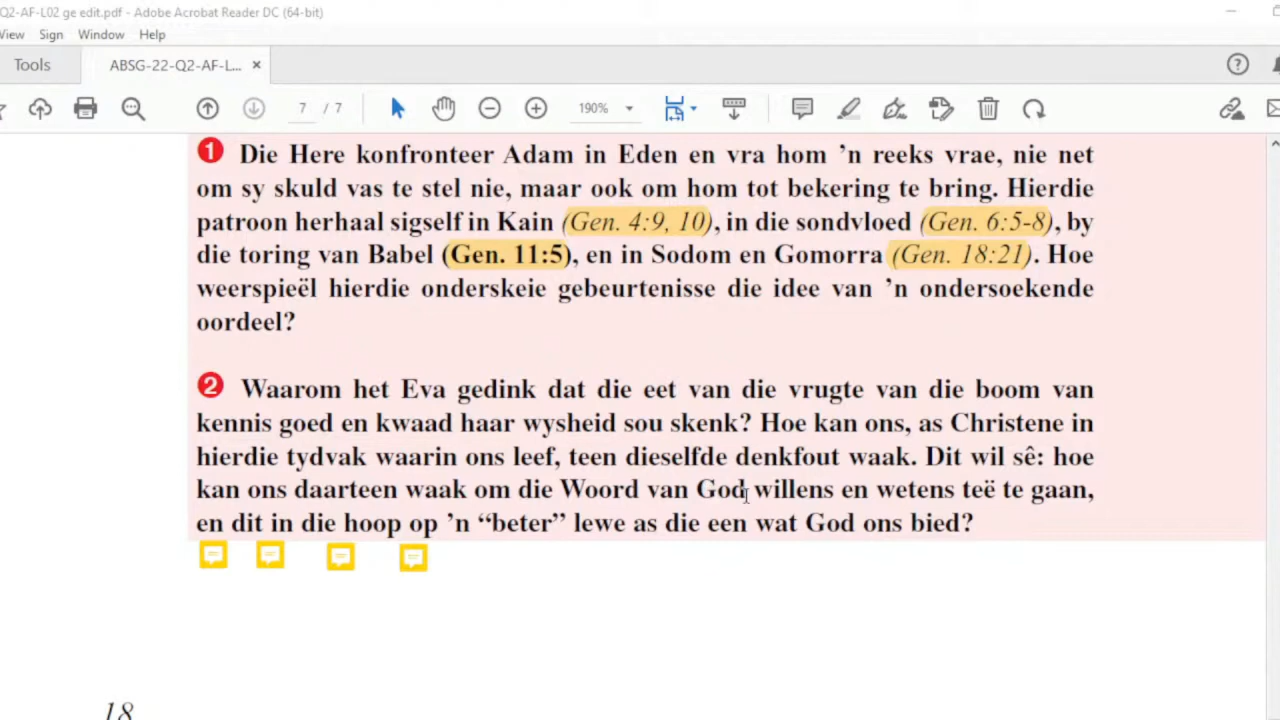 Q2-AF-L02 ge edit.pdf - Adobe Acrobat Reader DC (64-bit)
View Sign Window Help
Tools ABSG-22-Q2-AF-L... ×
7 / 7 190%
1 Die Here konfronteer Adam in Eden en vra hom ’n reeks vrae, nie net
om sy skuld vas te stel nie, maar ook om hom tot bekering te bring. Hierdie
patroon herhaal sigself in Kain (Gen. 4:9, 10), in die sondvloed (Gen. 6:5-8), by
die toring van Babel (Gen. 11:5), en in Sodom en Gomorra (Gen. 18:21). Hoe
weerspieël hierdie onderskeie gebeurtenisse die idee van ’n ondersoekende
oordeel?
2 Waarom het Eva gedink dat die eet van die vrugte van die boom van
kennis goed en kwaad haar wysheid sou skenk? Hoe kan ons, as Christene in
hierdie tydvak waarin ons leef, teen dieselfde denkfout waak. Dit wil sê: hoe
kan ons daarteen waak om die Woord van God willens en wetens teë te gaan,
en dit in die hoop op ’n “beter” lewe as die een wat God ons bied?
18